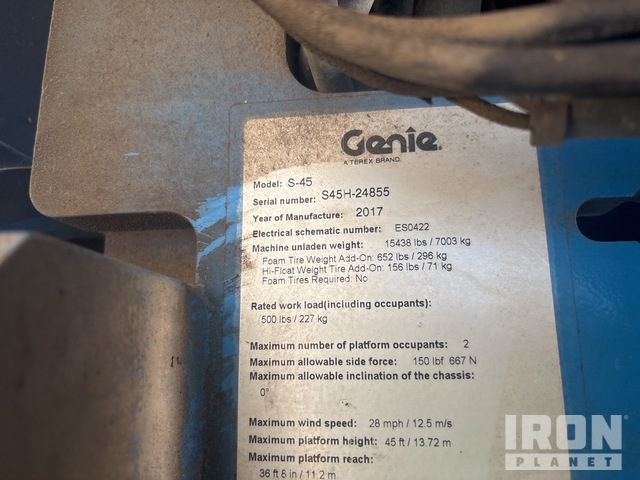 Genie.
A TEREX BRAND
Model: S-45
Serial number: S45H-24855
Year of Manufacture: 2017
Electrical schematic number: ES0422
Machine unladen weight: 15438 lbs / 7003 kg
Foam Tire Weight Add-On: 652 lbs / 296 kg
Hi-Float Weight Tire Add-On: 156 lbs / 71 kg
Foam Tires Required: No
Rated work load(including occupants):
500 lbs / 227 kg
Maximum number of platform occupants: 2
Maximum allowable side force: 150 lbf 667 N
Maximum allowable inclination of the chassis:
0°
Maximum wind speed: 28 mph / 12.5 m/s
Maximum platform height: 45 ft / 13.72 m
Maximum platform reach:
36 ft 8 in / 11.2 m
IRON
PLANET